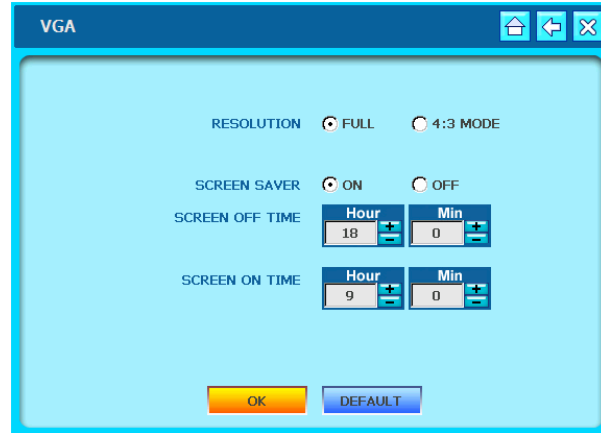 VGA
RESOLUTION FULL 4:3 MODE
SCREEN SAVER ON OFF
Hour Min
SCREEN OFF TIME 18 0
Hour Min
SCREEN ON TIME 9 0
OK DEFAULT